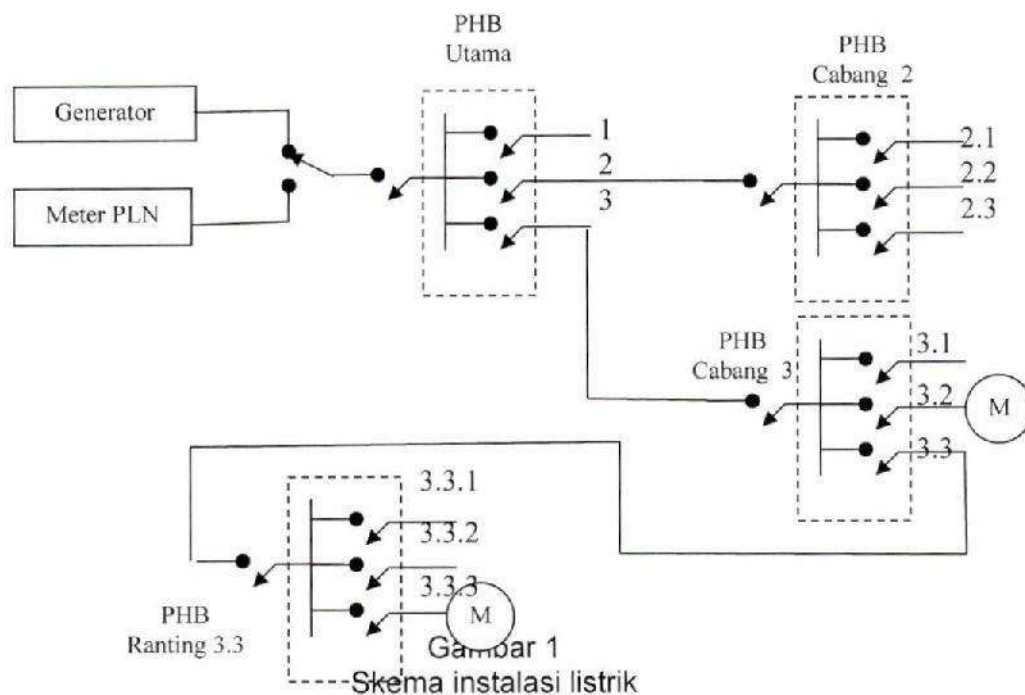 PHB
Utama
PHB
Cabang 2
Generator
Meter PLN
1
2
3
2.1
2.2
2.3
PHB
Cabang 3
3.1
3.2
M
3.3
3.3.1
3.3.2
3.3.3
M
PHB
Ranting 3.3
Gambar 1
Skema instalasi listrik